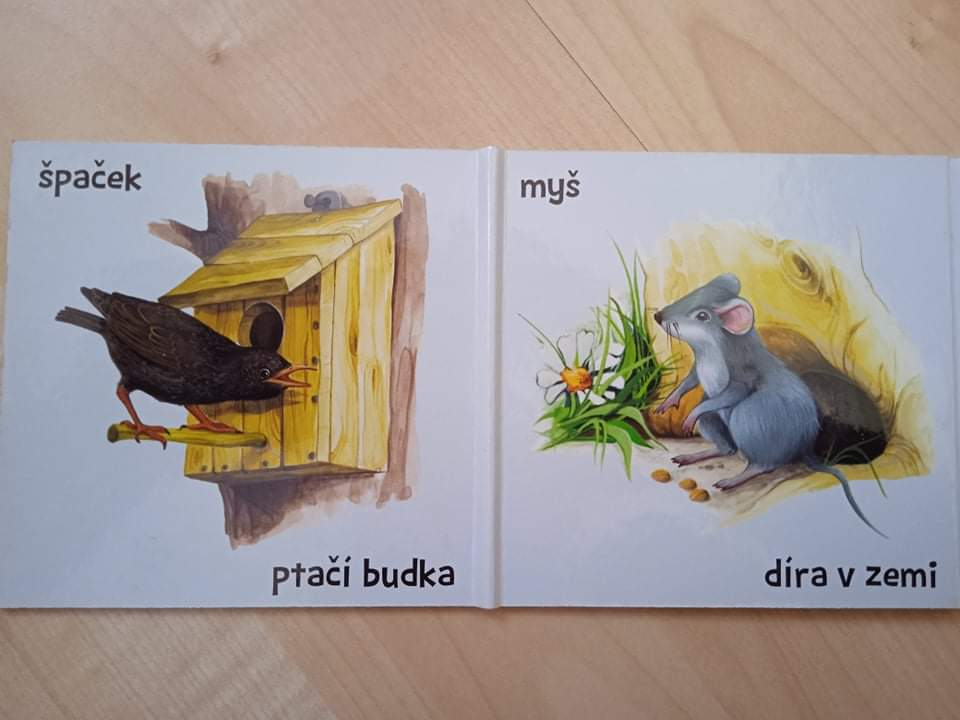 špaček
ptačí budka
myš
díra v zemi